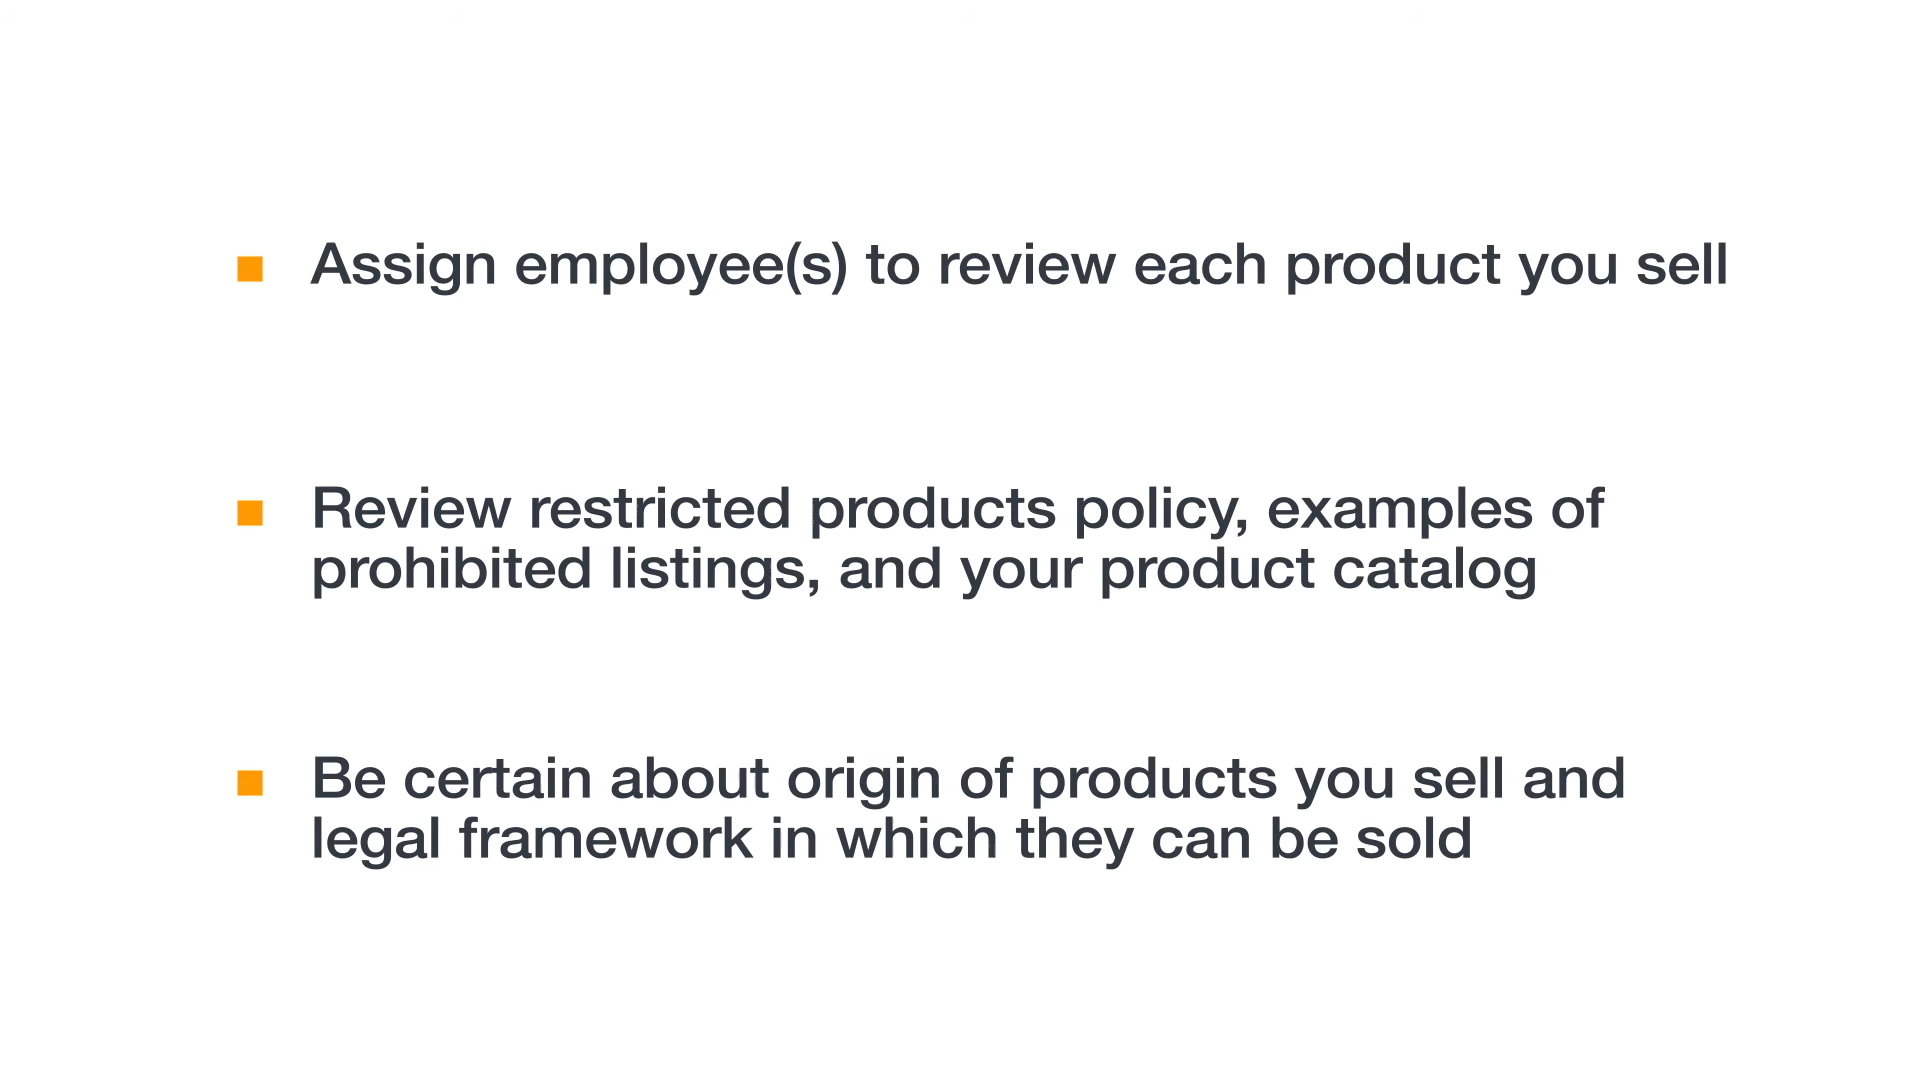 Assign employee(s) to review each product you sell
Review restricted products policy, examples of
prohibited listings, and your product catalog
Be certain about origin of products you sell and
legal framework in which they can be sold